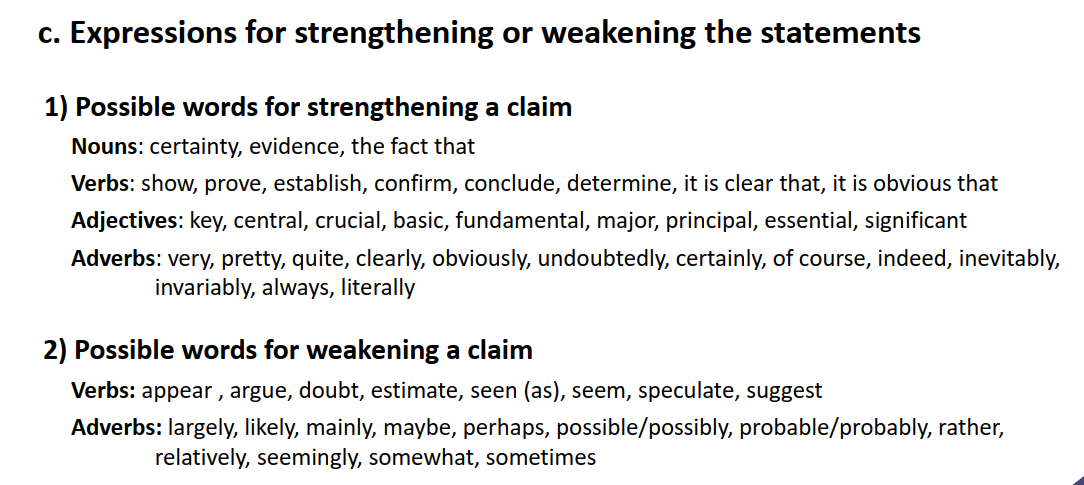 c. Expressions for strengthening or weakening the statements
1) Possible words for strengthening a claim
Nouns: certainty, evidence, the fact that
Verbs: show, prove, establish, confirm, conclude, determine, it is clear that, it is obvious that
Adjectives: key, central, crucial, basic, fundamental, major, principal, essential, significant
Adverbs: very, pretty, quite, clearly, obviously, undoubtedly, certainly, of course, indeed, inevitably,
invariably, always, literally
2) Possible words for weakening a claim
Verbs: appear , argue, doubt, estimate, seen (as), seem, speculate, suggest
Adverbs: largely, likely, mainly, maybe, perhaps, possible/possibly, probable/probably, rather,
relatively, seemingly, somewhat, sometimes